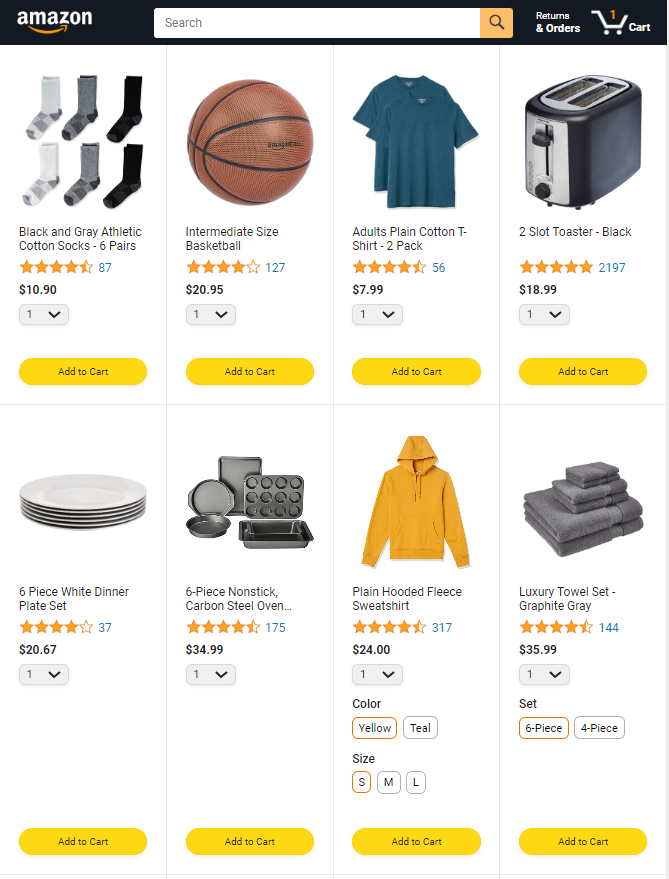 amazon
Search
Returns
& Orders
1
Cart
amazon
Black and Gray Athletic
Cotton Socks - 6 Pairs
87
$10.90
1
Add to Cart
Intermediate Size
Basketball
127
$20.95
1
Add to Cart
Adults Plain Cotton T-
Shirt - 2 Pack
56
$7.99
1
Add to Cart
2 Slot Toaster - Black
2197
$18.99
1
Add to Cart
6 Piece White Dinner
Plate Set
37
$20.67
1
Add to Cart
6-Piece Nonstick,
Carbon Steel Oven...
175
$34.99
1
Add to Cart
Plain Hooded Fleece
Sweatshirt
317
$24.00
1
Color
Yellow Teal
Size
S M L
Add to Cart
Luxury Towel Set -
Graphite Gray
144
$35.99
1
Set
6-Piece 4-Piece
Add to Cart